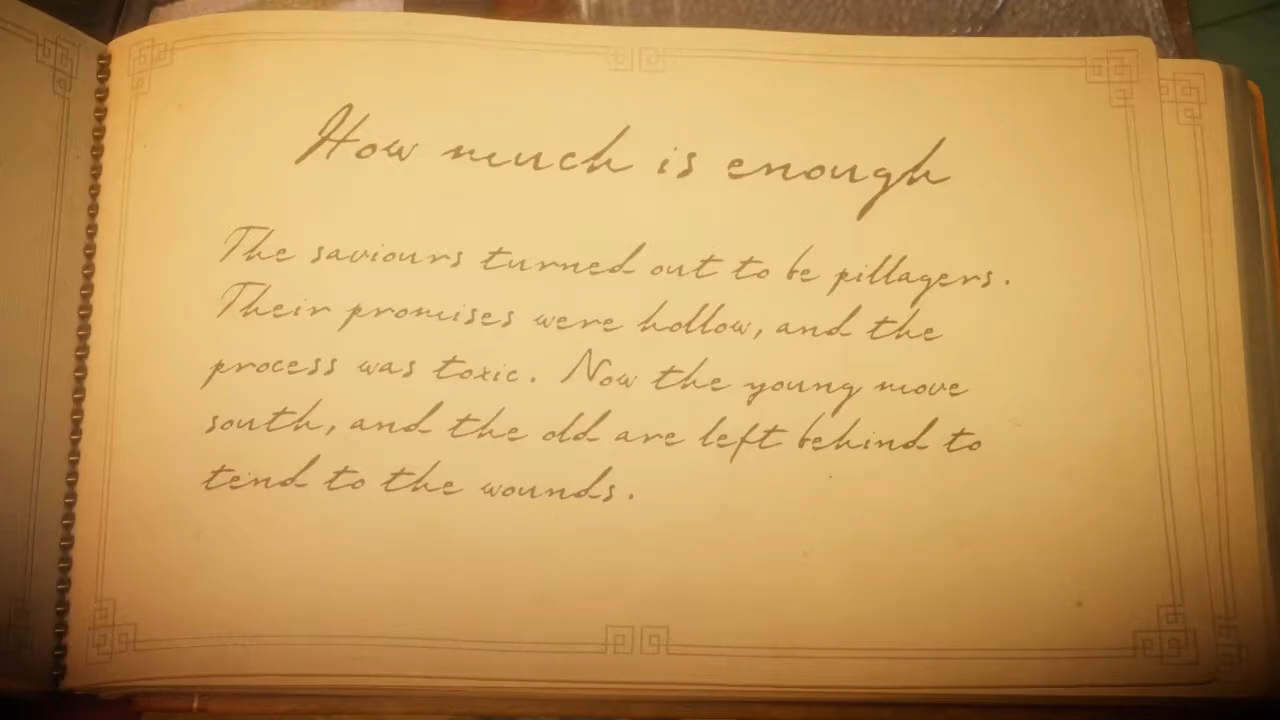 How much is enough
The saviours turned out to be pillagers.
Their promises were hollow, and the
process was toxic. Now the young move
south, and the old are left behind to
tend to the wounds.